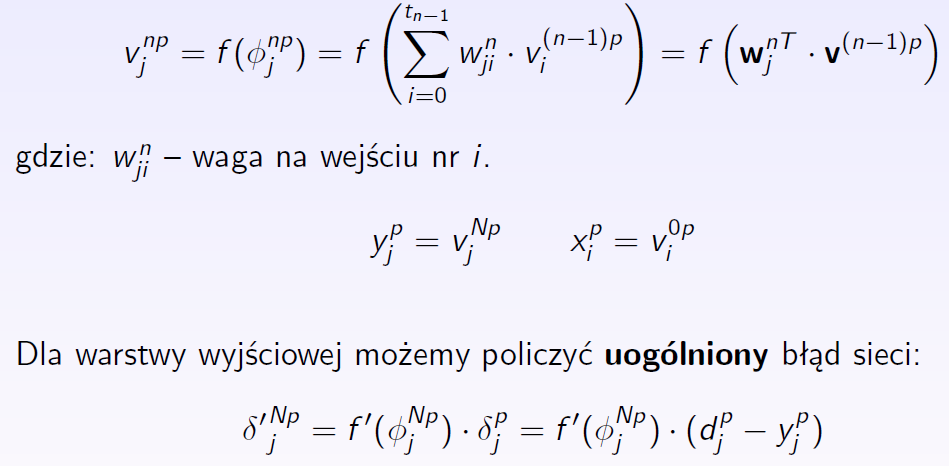 $v_j^{np} = f(\phi_j^{np}) = f\left(\sum_{i=0}^{t_{n-1}} w_{ji}^n \cdot v_i^{(n-1)p}\right) = f\left(\mathbf{w}_j^{nT} \cdot \mathbf{v}^{(n-1)p}\right)$
gdzie: $w_{ji}^n$ – waga na wejściu nr $i$.
$y_j^p = v_j^{Np} \qquad x_i^p = v_i^{0p}$
Dla warstwy wyjściowej możemy policzyć uogólniony błąd sieci:
$\delta'^{Np}_j = f'(\phi_j^{Np}) \cdot \delta_j^p = f'(\phi_j^{Np}) \cdot (d_j^p - y_j^p)$